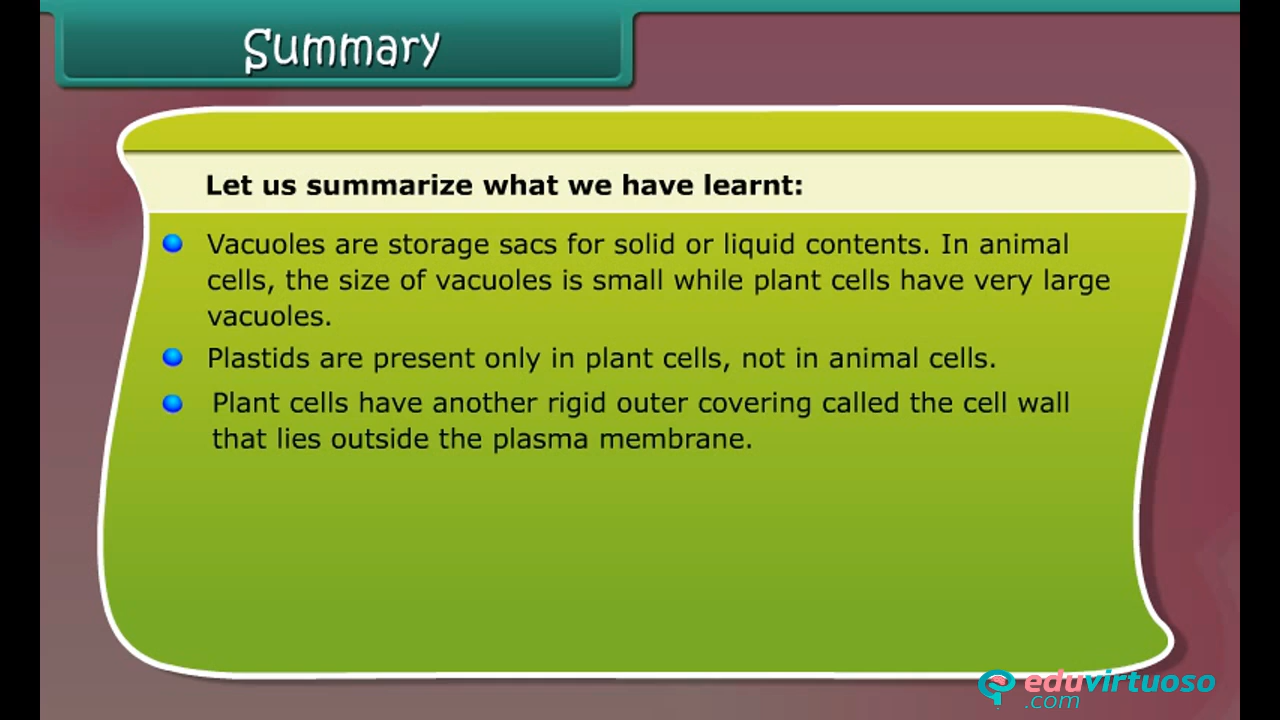 Summary
Let us summarize what we have learnt:
Vacuoles are storage sacs for solid or liquid contents. In animal
cells, the size of vacuoles is small while plant cells have very large
vacuoles.
Plastids are present only in plant cells, not in animal cells.
Plant cells have another rigid outer covering called the cell wall
that lies outside the plasma membrane.
eduvirtuoso
.com